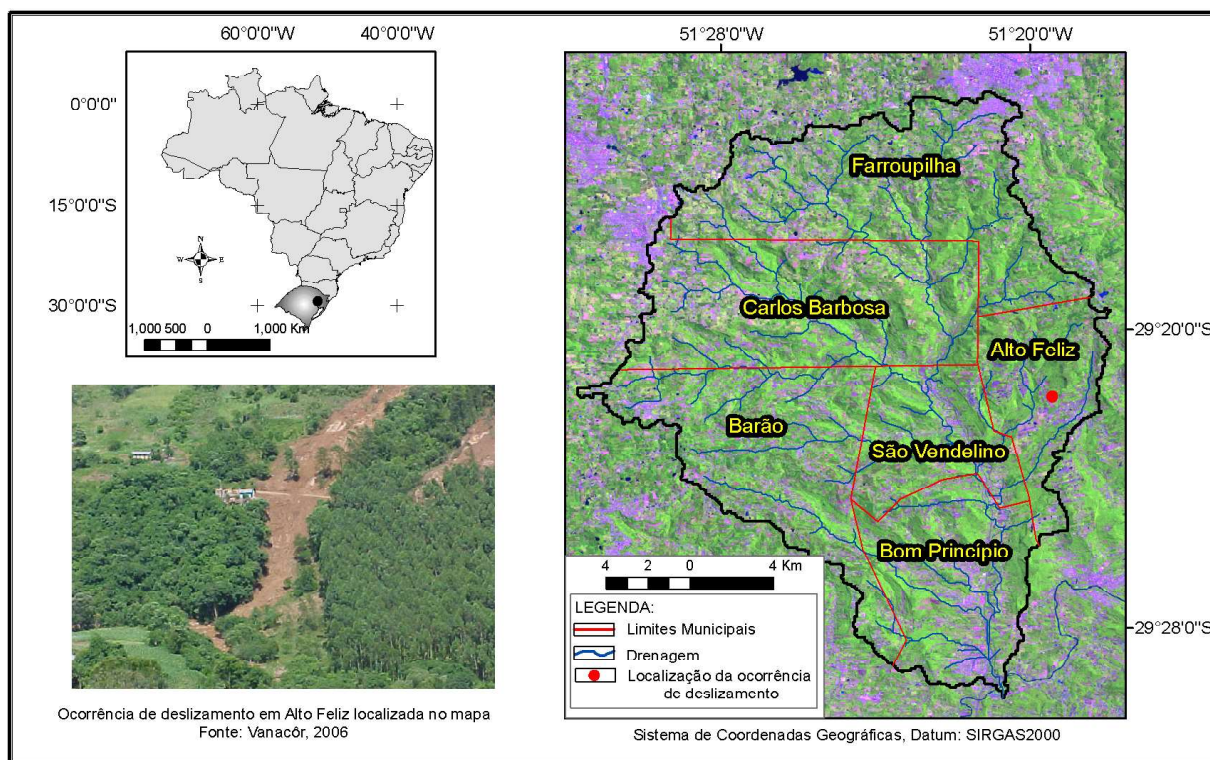 60°0'0"W 40°0'0"W
0°0'0"
15°0'0"S
30°0'0"S
N
W E
S
1,000 500 0 1,000 Km
Ocorrência de deslizamento em Alto Feliz localizada no mapa
Fonte: Vanacôr, 2006
51°28'0"W 51°20'0"W
Farroupilha
Carlos Barbosa
29°20'0"S
Alto Feliz
Barão
São Vendelino
Bom Princípio
4 2 0 4 Km
LEGENDA:
Limites Municipais
Drenagem
Localização da ocorrência
de deslizamento
29°28'0"S
Sistema de Coordenadas Geográficas, Datum: SIRGAS2000